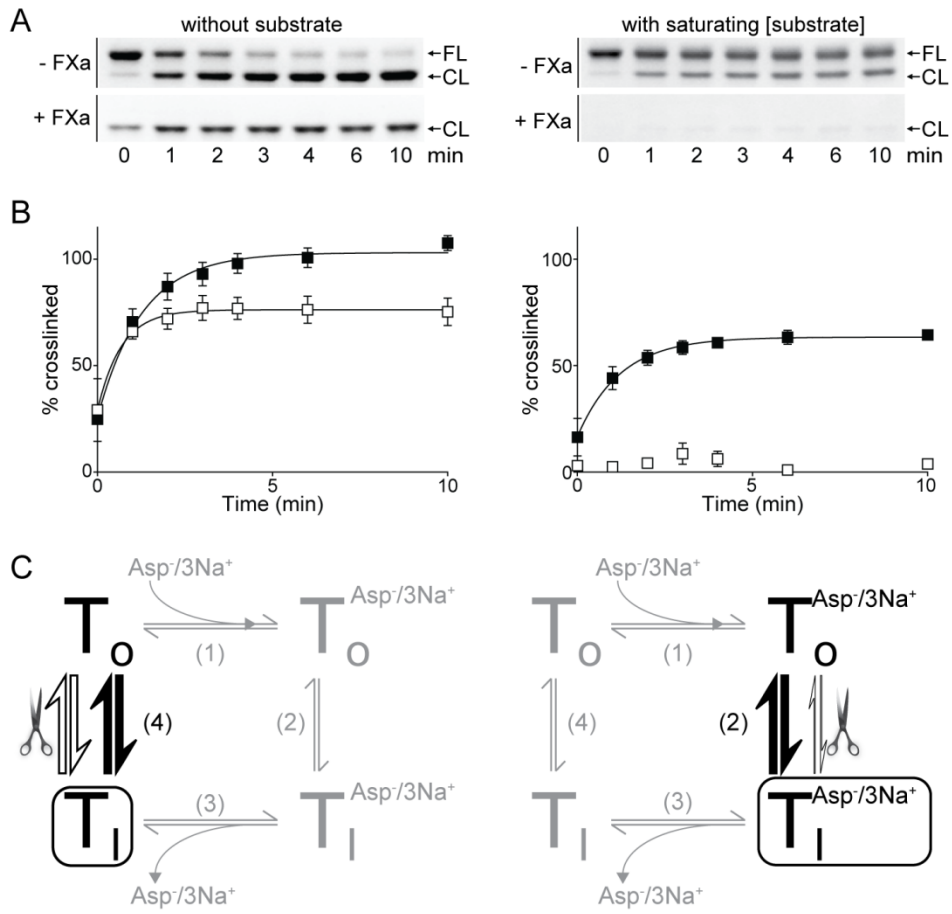 A
without substrate
with saturating [substrate]
- FXa
←FL
←CL
+ FXa
←CL
0 1 2 3 4 6 10 min
- FXa
←FL
←CL
+ FXa
←CL
0 1 2 3 4 6 10 min
B
% crosslinked
100
50
0
0 5 10
Time (min)
% crosslinked
100
50
0
0 5 10
Time (min)
C
Asp⁻/3Na⁺
T O
(1)
T O Asp⁻/3Na⁺
(4)
(2)
T I
(3)
T I Asp⁻/3Na⁺
Asp⁻/3Na⁺
Asp⁻/3Na⁺
T O
(1)
T O Asp⁻/3Na⁺
(4)
(2)
T I
(3)
T I Asp⁻/3Na⁺
Asp⁻/3Na⁺